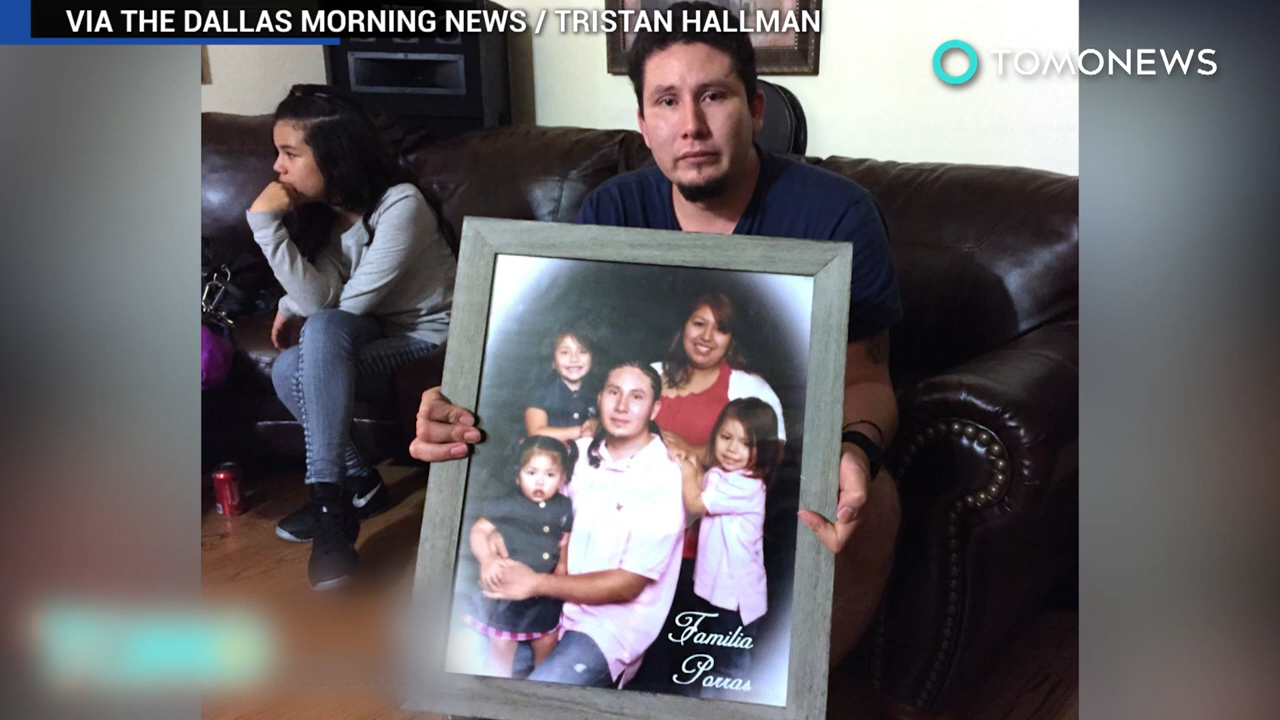 VIA THE DALLAS MORNING NEWS / TRISTAN HALLMAN
TOMONEWS
Familia
Porras